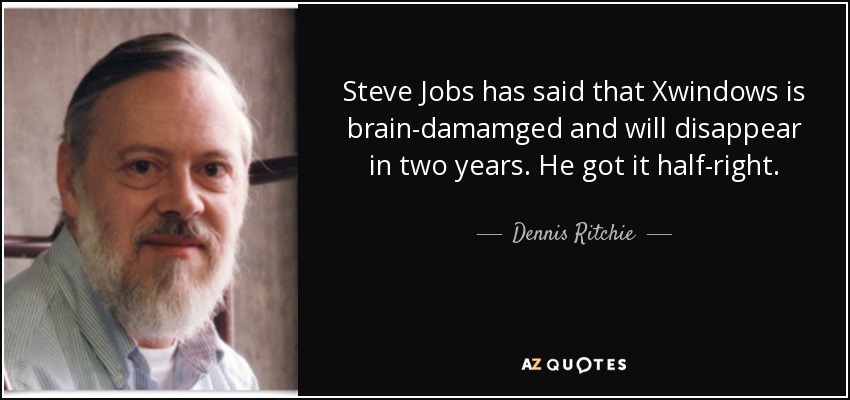 Steve Jobs has said that Xwindows is
brain-damamged and will disappear
in two years. He got it half-right.
Dennis Ritchie
AZ QUOTES